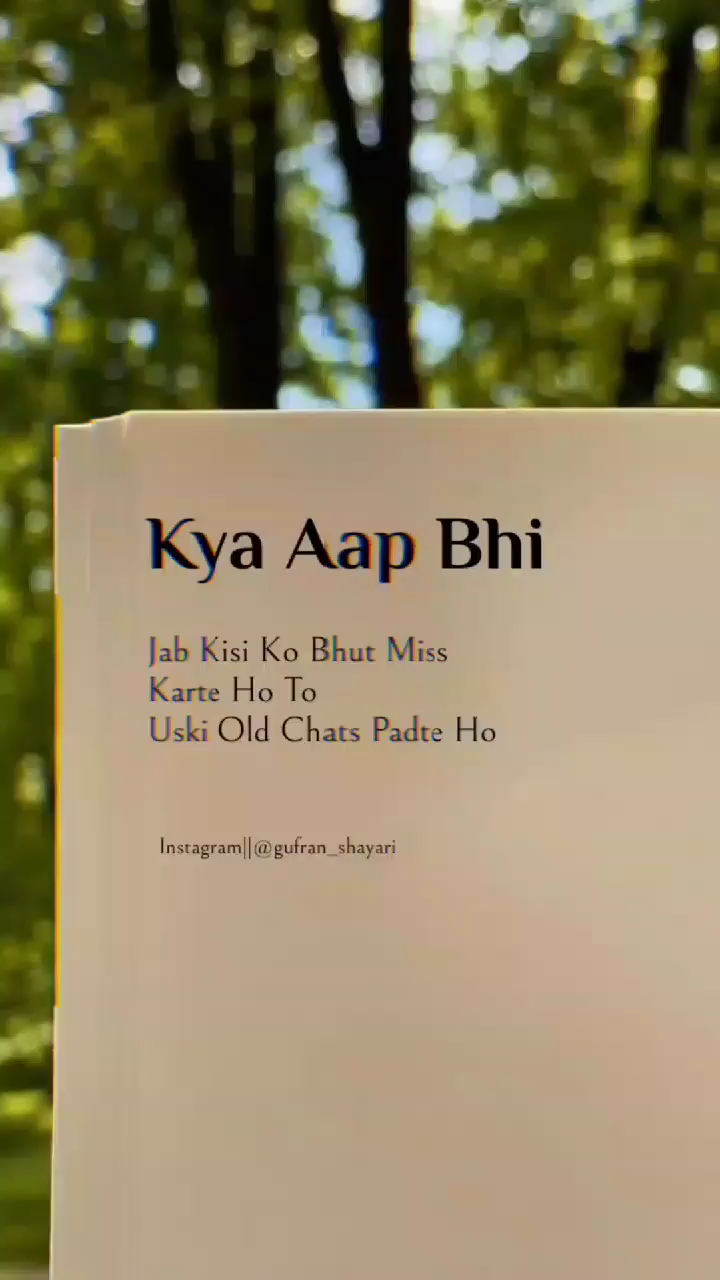 Kya Aap Bhi
Jab Kisi Ko Bhut Miss
Karte Ho To
Uski Old Chats Padte Ho
Instagram||@gufran_shayari